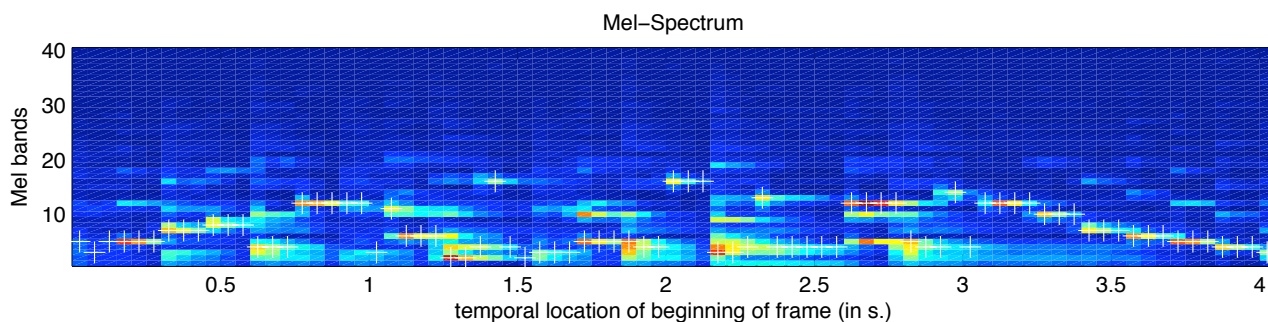 Mel−Spectrum
40
30
20
10
Mel bands
0.5 1 1.5 2 2.5 3 3.5 4
temporal location of beginning of frame (in s.)